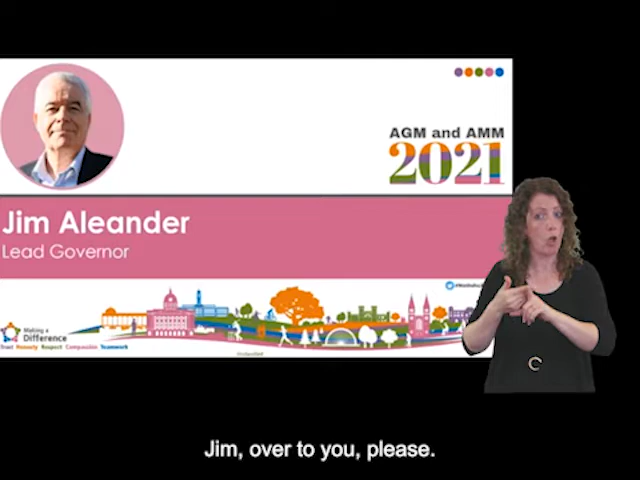 AGM and AMM
2021
Jim Aleander
Lead Governor
Making a
Difference
Trust Honesty Respect Compassion Teamwork
Jim, over to you, please.